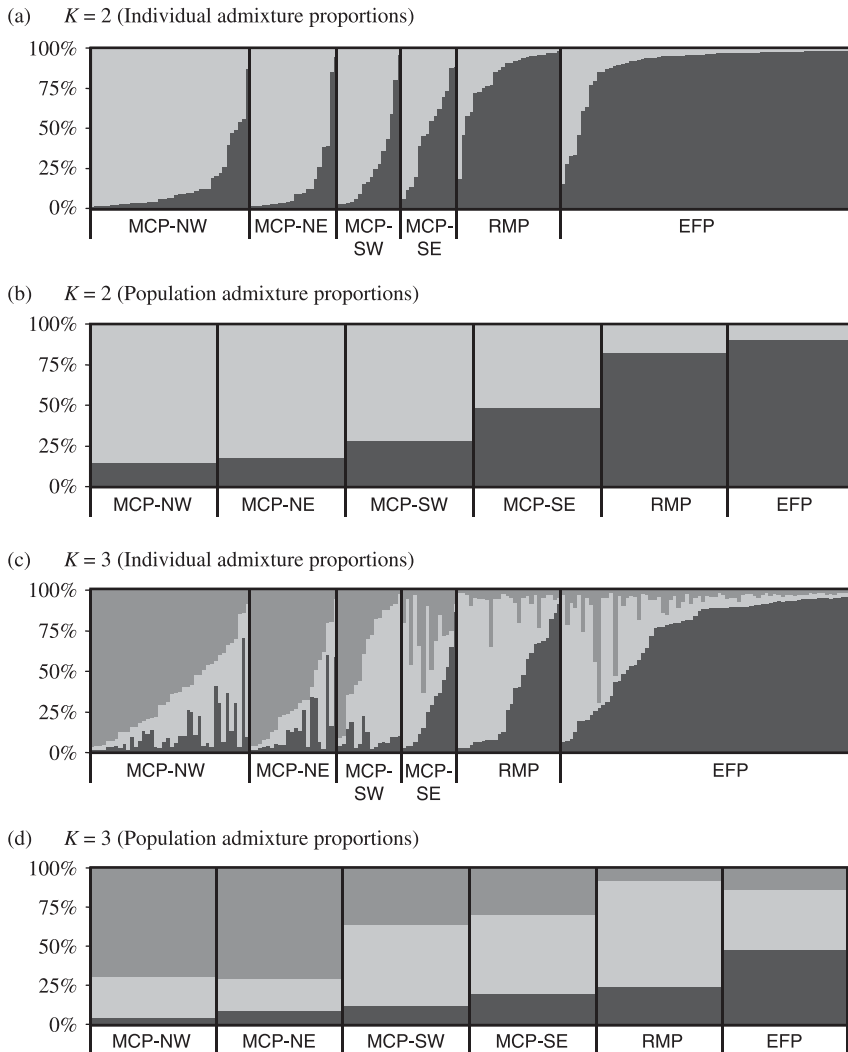 (a) K = 2 (Individual admixture proportions)
100%
75%
50%
25%
0%
MCP-NW MCP-NE MCP-SW MCP-SE RMP EFP
(b) K = 2 (Population admixture proportions)
100%
75%
50%
25%
0%
MCP-NW MCP-NE MCP-SW MCP-SE RMP EFP
(c) K = 3 (Individual admixture proportions)
100%
75%
50%
25%
0%
MCP-NW MCP-NE MCP-SW MCP-SE RMP EFP
(d) K = 3 (Population admixture proportions)
100%
75%
50%
25%
0%
MCP-NW MCP-NE MCP-SW MCP-SE RMP EFP